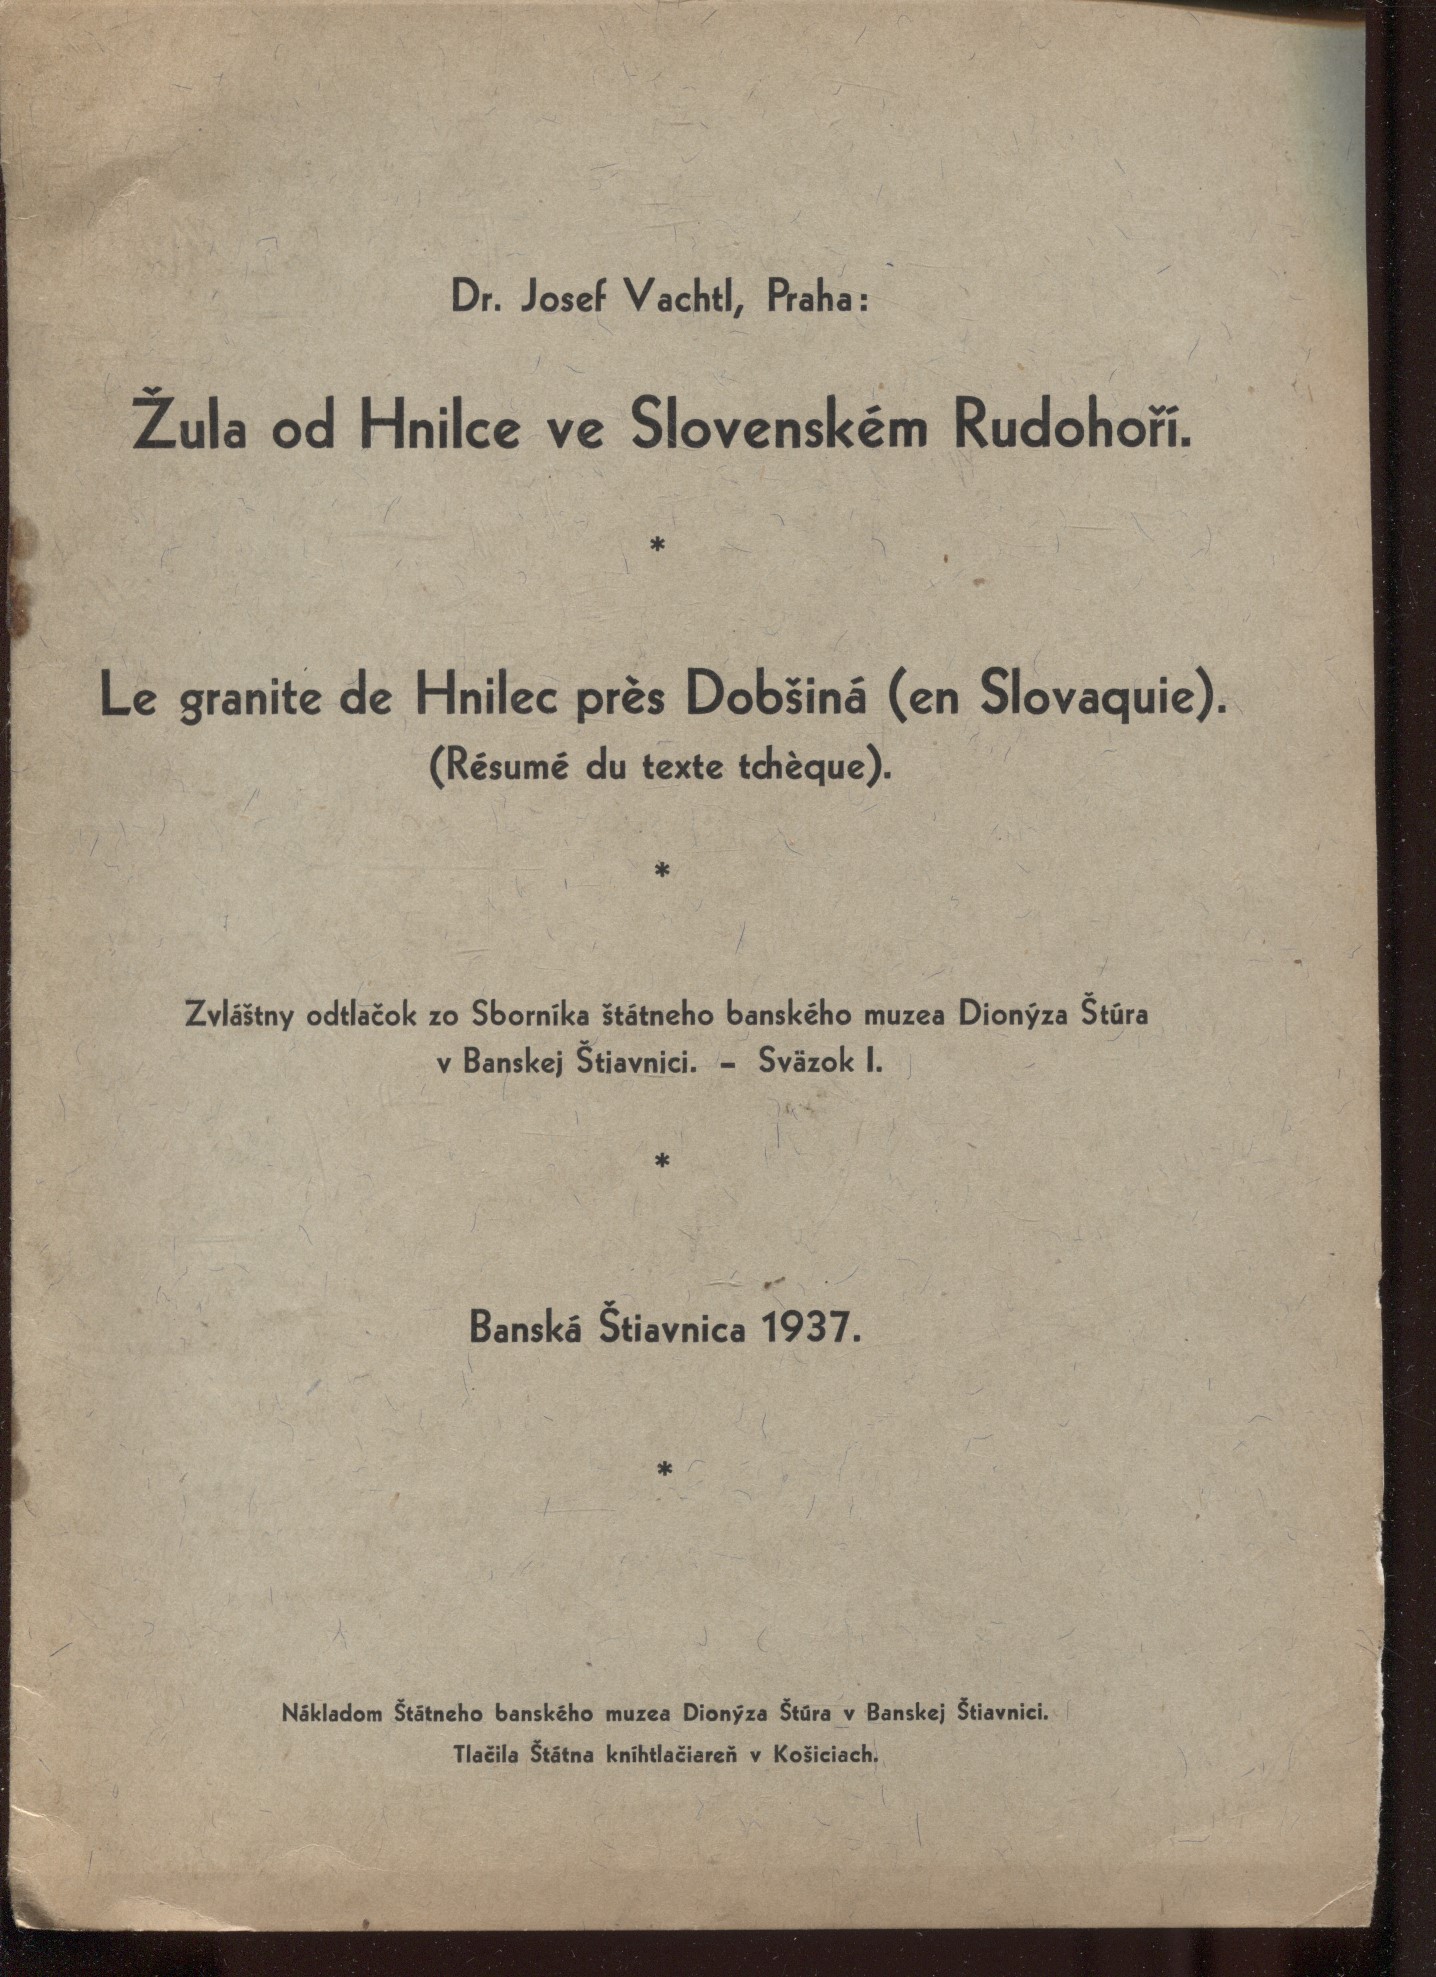 Dr. Josef Vachtl, Praha:
Žula od Hnilce ve Slovenském Rudohoří.
*
Le granite de Hnilec près Dobšiná (en Slovaquie).
(Résumé du texte tchèque).
*
Zvláštny odtlačok zo Sborníka štátneho banského muzea Dionýza Štúra
v Banskej Štiavnici. – Sväzok I.
*
Banská Štiavnica 1937.
*
Nákladom Štátneho banského muzea Dionýza Štúra v Banskej Štiavnici.
Tlačila Štátna kníhtlačiareň v Košiciach.